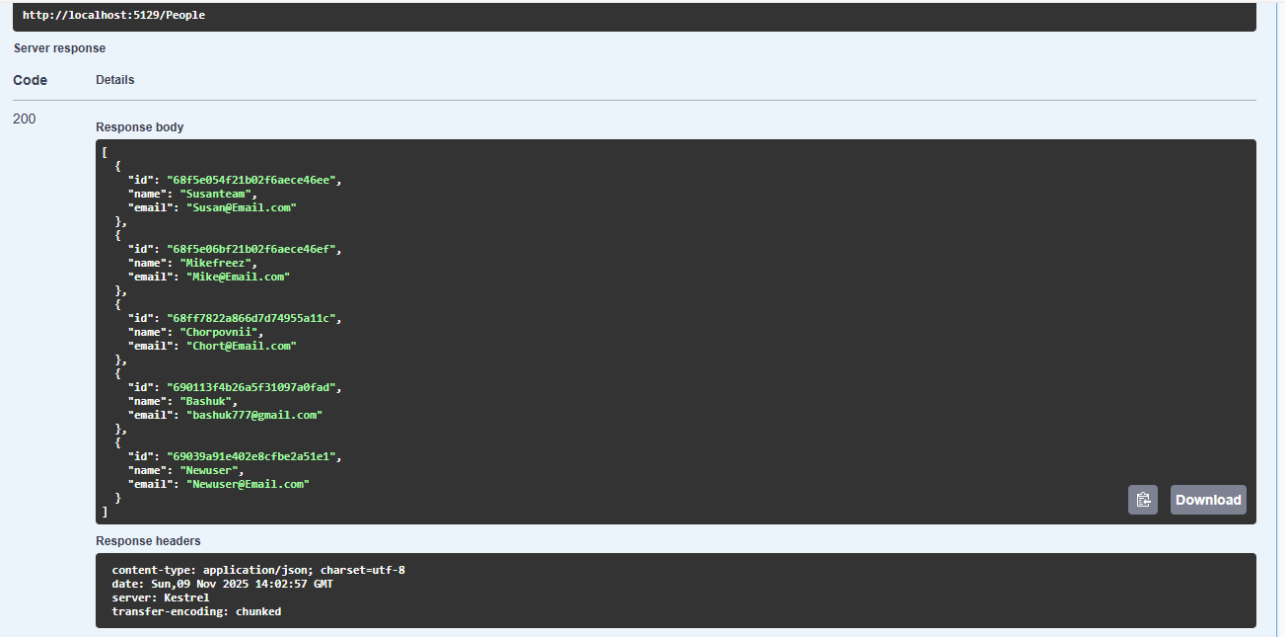 http://localhost:5129/People
Server response
Code Details
200
Response body
[
  {
    "id": "68f5e054f21b02f6aece46ee",
    "name": "Susanteam",
    "email": "Susan@Email.com"
  },
  {
    "id": "68f5e06bf21b02f6aece46ef",
    "name": "Mikefreez",
    "email": "Mike@Email.com"
  },
  {
    "id": "68ff7822a866d7d74955a11c",
    "name": "Chorpovnii",
    "email": "Chort@Email.com"
  },
  {
    "id": "690113f4b26a5f31097a0fad",
    "name": "Bashuk",
    "email": "bashuk777@gmail.com"
  },
  {
    "id": "69039a91e402e8cfbe2a51e1",
    "name": "Newuser",
    "email": "Newuser@Email.com"
  }
]
Download
Response headers
content-type: application/json; charset=utf-8
date: Sun,09 Nov 2025 14:02:57 GMT
server: Kestrel
transfer-encoding: chunked